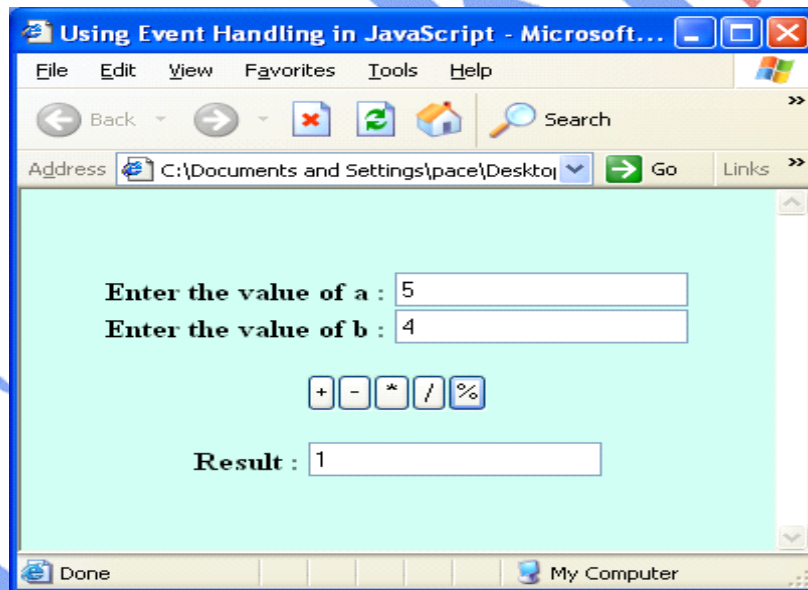 Using Event Handling in JavaScript - Microsoft...
File Edit View Favorites Tools Help
Back Search »
Address C:\Documents and Settings\pace\Desktop Go Links »
Enter the value of a : 5
Enter the value of b : 4
+ - * / %
Result : 1
Done My Computer